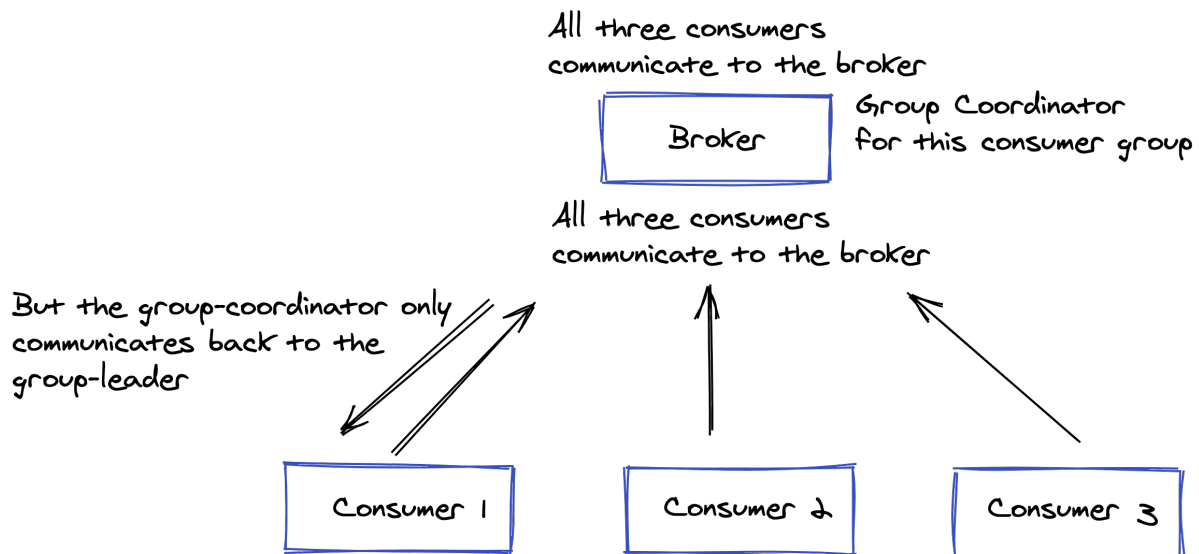 All three consumers
communicate to the broker
Broker
Group Coordinator
for this consumer group
All three consumers
communicate to the broker
But the group-coordinator only
communicates back to the
group-leader
Consumer 1
Consumer 2
Consumer 3